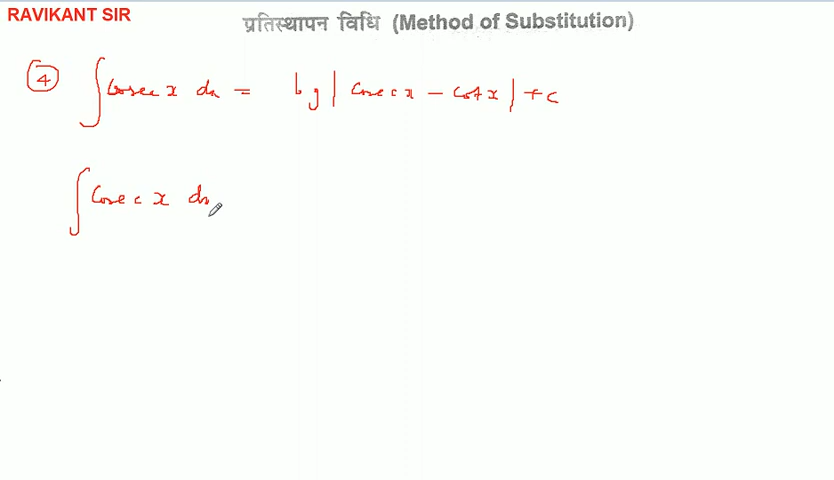 RAVIKANT SIR
प्रतिस्थापन विधि (Method of Substitution)
④ ∫ Cosec x dx = log | Cosec x - Cot x | + c
∫ Cosec x dx